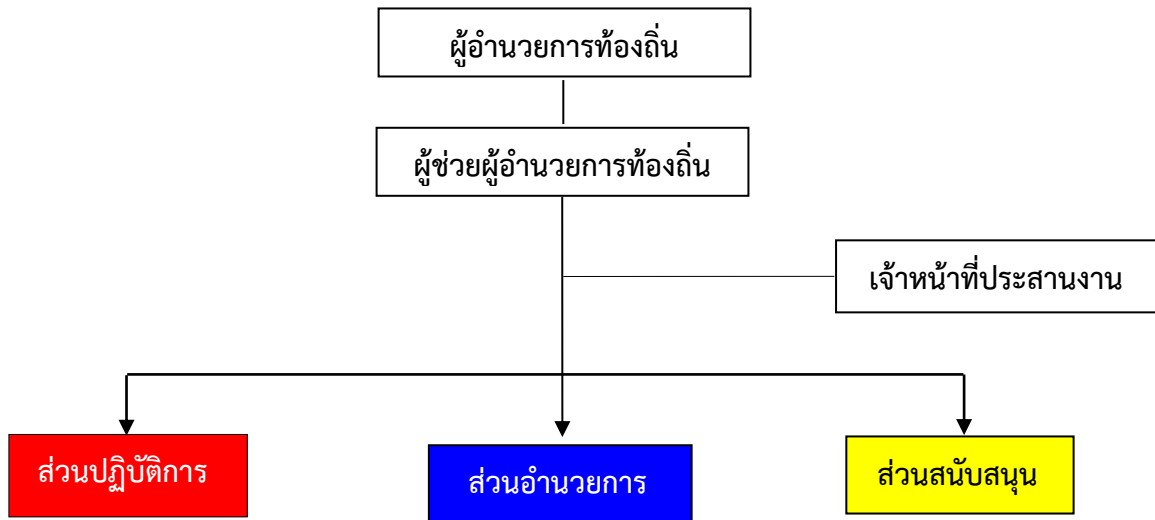 ผู้อำนวยการท้องถิ่น
ผู้ช่วยผู้อำนวยการท้องถิ่น
เจ้าหน้าที่ประสานงาน
ส่วนปฏิบัติการ
ส่วนอำนวยการ
ส่วนสนับสนุน